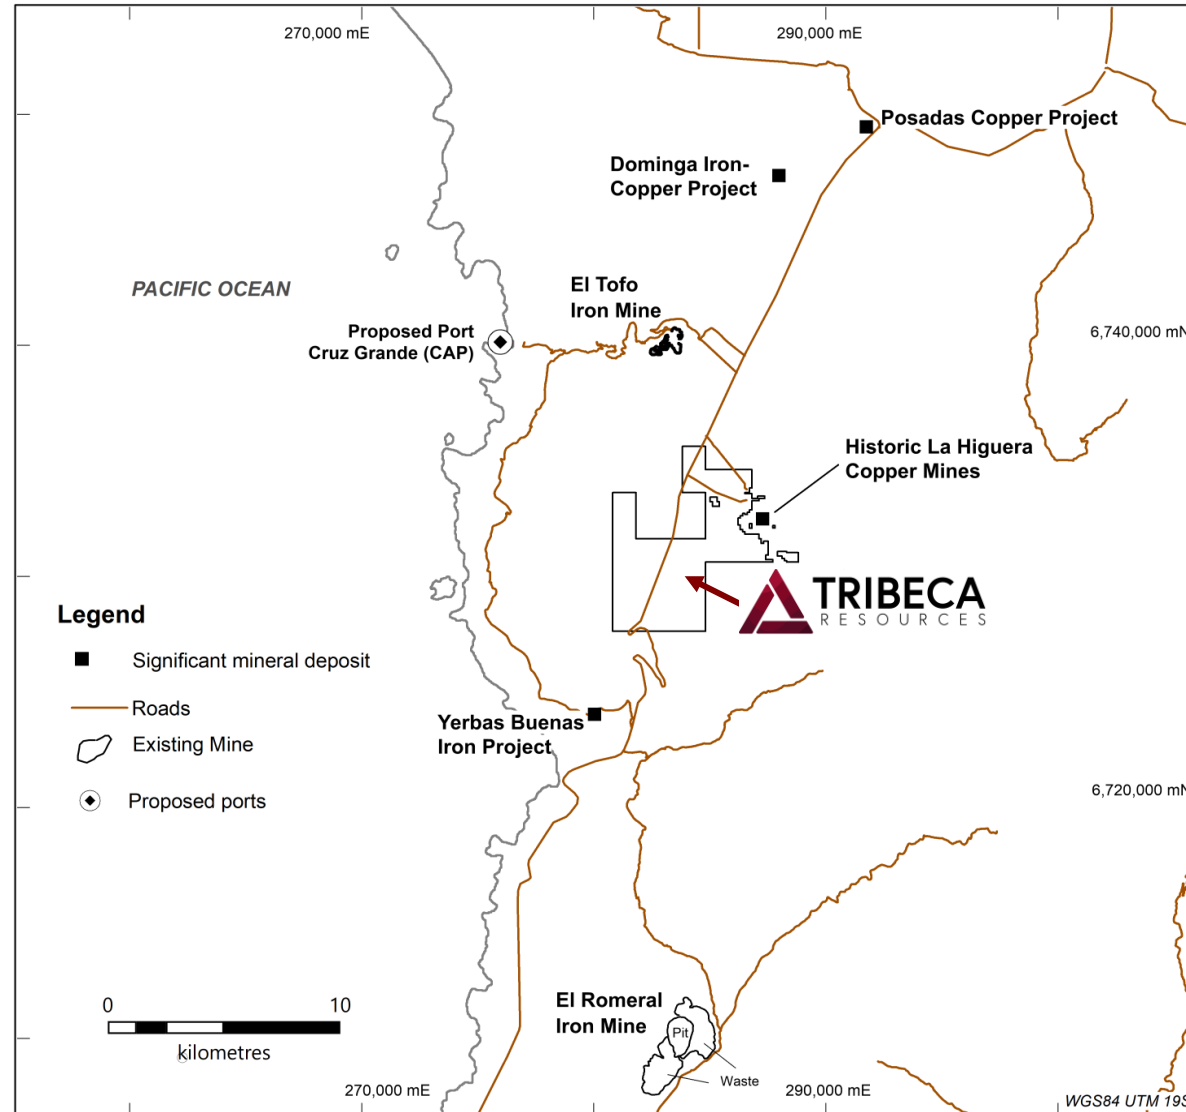 270,000 mE
290,000 mE
Posadas Copper Project
Dominga Iron-
Copper Project
PACIFIC OCEAN
El Tofo
Iron Mine
Proposed Port
Cruz Grande (CAP)
6,740,000 mN
Historic La Higuera
Copper Mines
TRIBECA
RESOURCES
Legend
Significant mineral deposit
Roads
Existing Mine
Proposed ports
Yerbas Buenas
Iron Project
6,720,000 mN
0 10
kilometres
El Romeral
Iron Mine
Pit
Waste
270,000 mE
290,000 mE
WGS84 UTM 19S